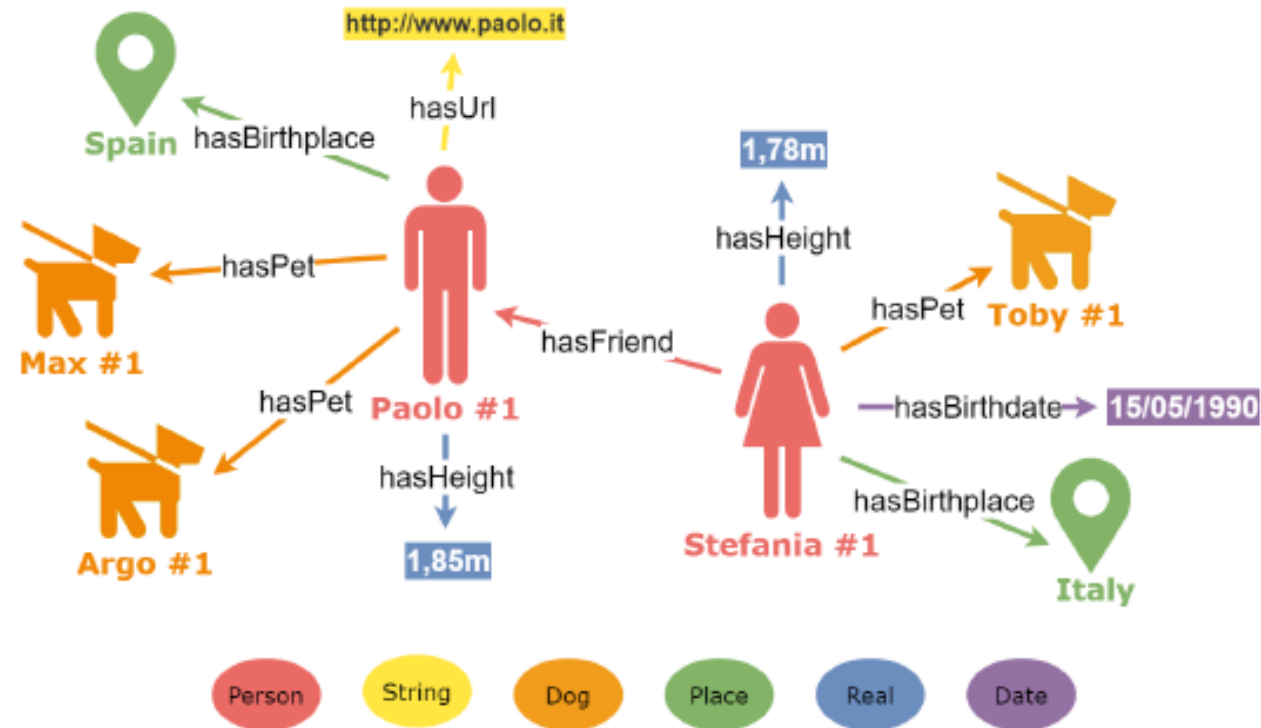 http://www.paolo.it
hasUrl
Spain
hasBirthplace
1,78m
hasHeight
hasPet
Max #1
hasPet
Toby #1
hasFriend
hasPet
Paolo #1
hasBirthdate
15/05/1990
hasHeight
hasBirthplace
Argo #1
1,85m
Stefania #1
Italy
Person
String
Dog
Place
Real
Date